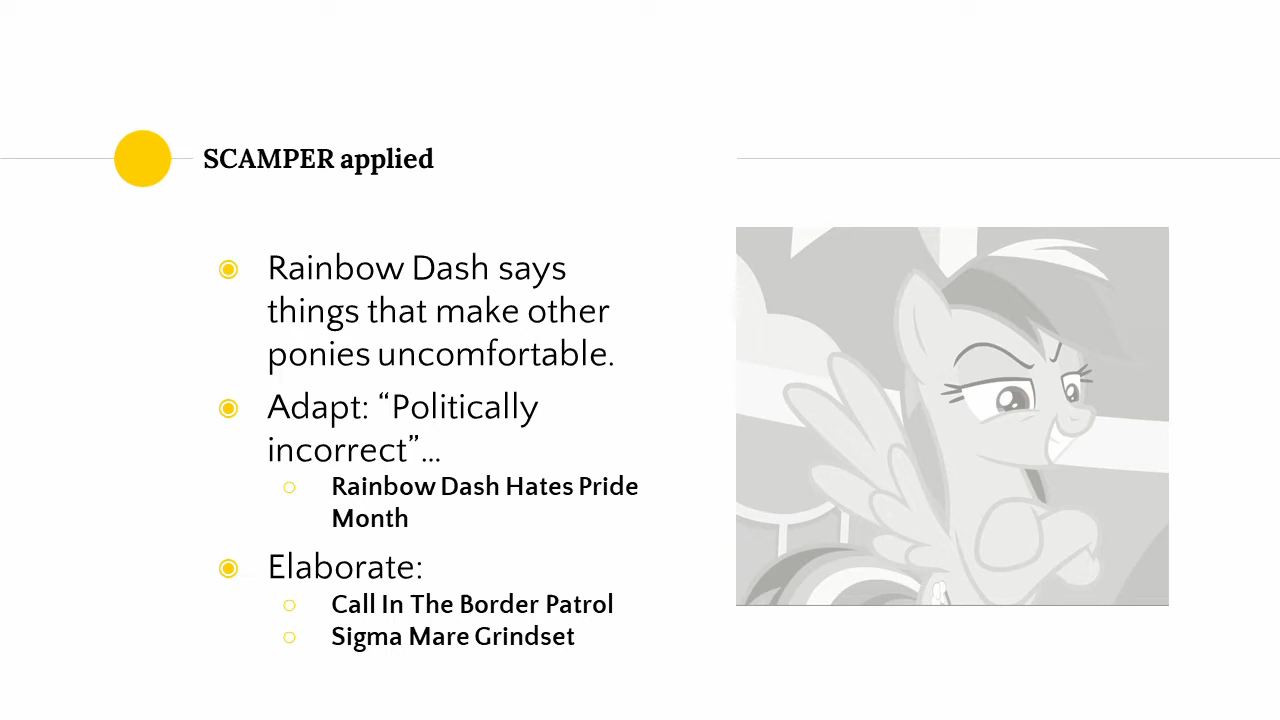 SCAMPER applied
Rainbow Dash says
things that make other
ponies uncomfortable.
Adapt: “Politically
incorrect”...
Rainbow Dash Hates Pride
Month
Elaborate:
Call In The Border Patrol
Sigma Mare Grindset